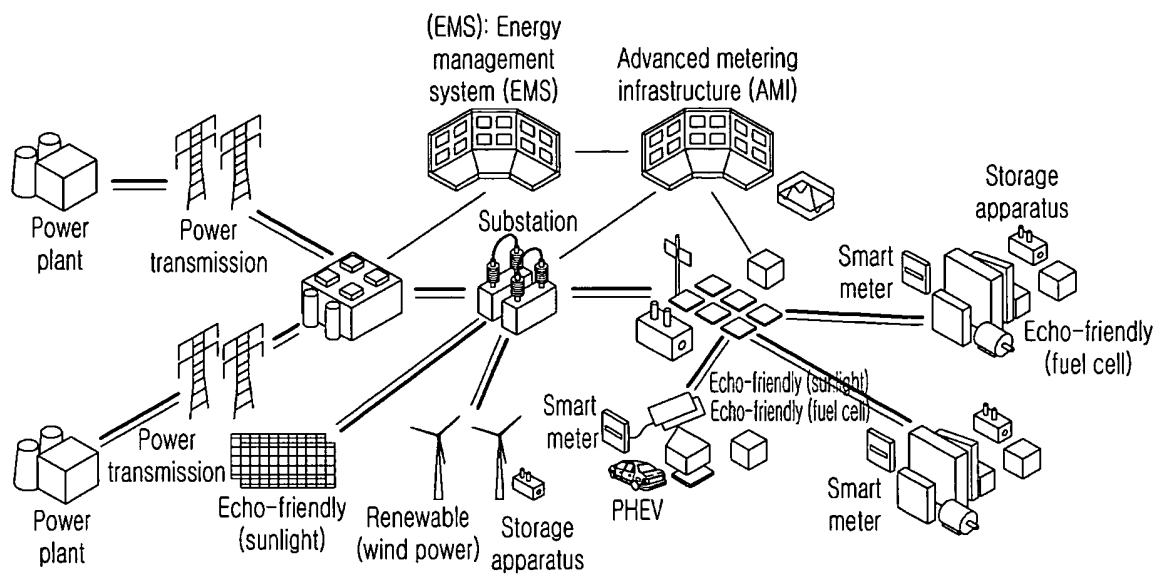 (EMS): Energy
management
system (EMS)
Advanced metering
infrastructure (AMI)
Power
plant
Power
transmission
Substation
Storage
apparatus
Smart
meter
Echo-friendly
(fuel cell)
Echo-friendly (sunlight)
Echo-friendly (fuel cell)
Smart
meter
PHEV
Power
transmission
Power
plant
Echo-friendly
(sunlight)
Renewable
(wind power)
Storage
apparatus
Smart
meter